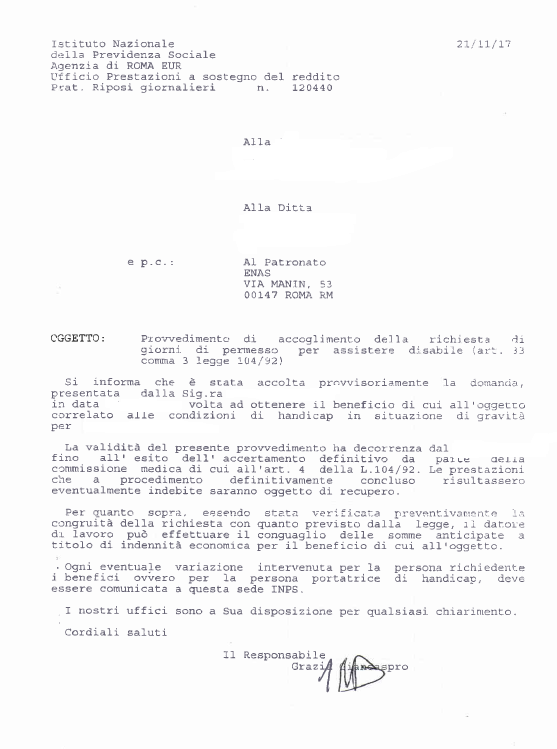 Istituto Nazionale 21/11/17
della Previdenza Sociale
Agenzia di ROMA EUR
Ufficio Prestazioni a sostegno del reddito
Prat. Riposi giornalieri n. 120440
Alla
Alla Ditta
e p.c.: Al Patronato
ENAS
VIA MANIN, 53
00147 ROMA RM
OGGETTO: Provvedimento di accoglimento della richiesta di
giorni di permesso per assistere disabile (art. 33
comma 3 legge 104/92)
Si informa che è stata accolta provvisoriamente la domanda,
presentata dalla Sig.ra
in data volta ad ottenere il beneficio di cui all'oggetto
correlato alle condizioni di handicap in situazione di gravità
per
La validità del presente provvedimento ha decorrenza dal
fino all'esito dell'accertamento definitivo da parte della
commissione medica di cui all'art. 4 della L.104/92. Le prestazioni
che a procedimento definitivamente concluso risultassero
eventualmente indebite saranno oggetto di recupero.
Per quanto sopra, essendo stata verificata preventivamente la
congruità della richiesta con quanto previsto dalla legge, il datore
di lavoro può effettuare il conguaglio delle somme anticipate a
titolo di indennità economica per il beneficio di cui all'oggetto.
Ogni eventuale variazione intervenuta per la persona richiedente
i benefici ovvero per la persona portatrice di handicap, deve
essere comunicata a questa sede INPS.
I nostri uffici sono a Sua disposizione per qualsiasi chiarimento.
Cordiali saluti
Il Responsabile